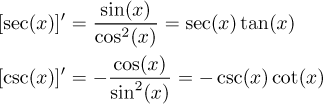 [sec(x)]′ = sin(x)/cos²(x) = sec(x) tan(x)
[csc(x)]′ = − cos(x)/sin²(x) = − csc(x) cot(x)